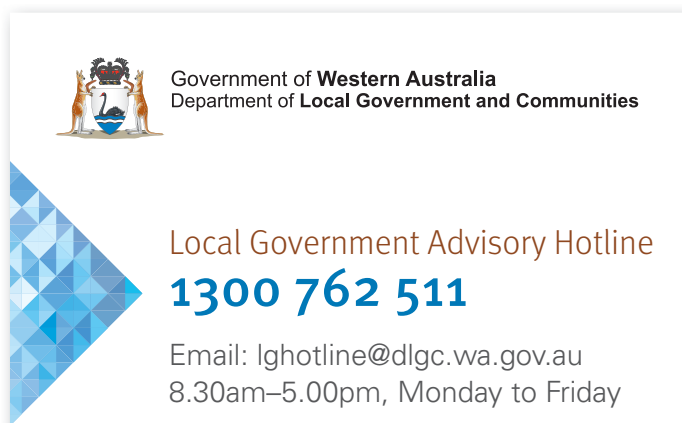 Government of Western Australia
Department of Local Government and Communities
Local Government Advisory Hotline
1300 762 511
Email: lghotline@dlgc.wa.gov.au
8.30am–5.00pm, Monday to Friday